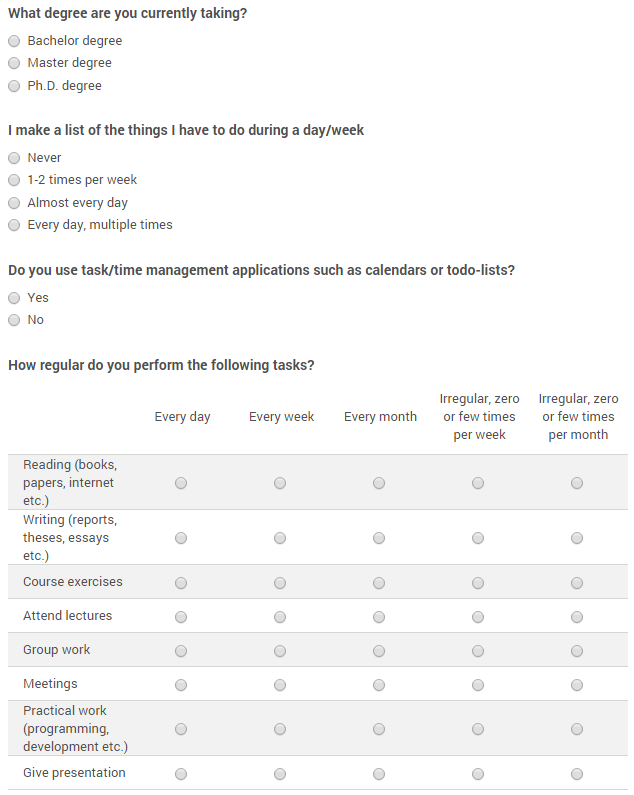 What degree are you currently taking?
Bachelor degree
Master degree
Ph.D. degree
I make a list of the things I have to do during a day/week
Never
1-2 times per week
Almost every day
Every day, multiple times
Do you use task/time management applications such as calendars or todo-lists?
Yes
No
How regular do you perform the following tasks?
Every day
Every week
Every month
Irregular, zero
or few times
per week
Irregular, zero
or few times
per month
Reading (books,
papers, internet
etc.)
Writing (reports,
theses, essays
etc.)
Course exercises
Attend lectures
Group work
Meetings
Practical work
(programming,
development etc.)
Give presentation